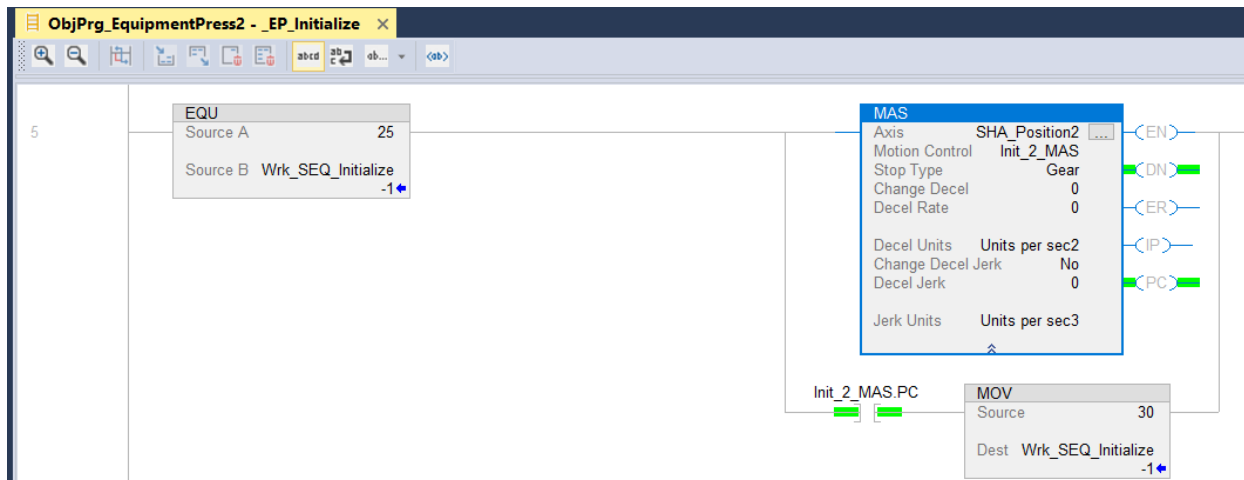 ObjPrg_EquipmentPress2 - _EP_Initialize ×
abcd ab c ab... <ab>
5
EQU
Source A 25
Source B Wrk_SEQ_Initialize
-1
MAS
Axis SHA_Position2 ...
Motion Control Init_2_MAS
Stop Type Gear
Change Decel 0
Decel Rate 0
Decel Units Units per sec2
Change Decel Jerk No
Decel Jerk 0
Jerk Units Units per sec3
EN
DN
ER
IP
PC
Init_2_MAS.PC
MOV
Source 30
Dest Wrk_SEQ_Initialize
-1